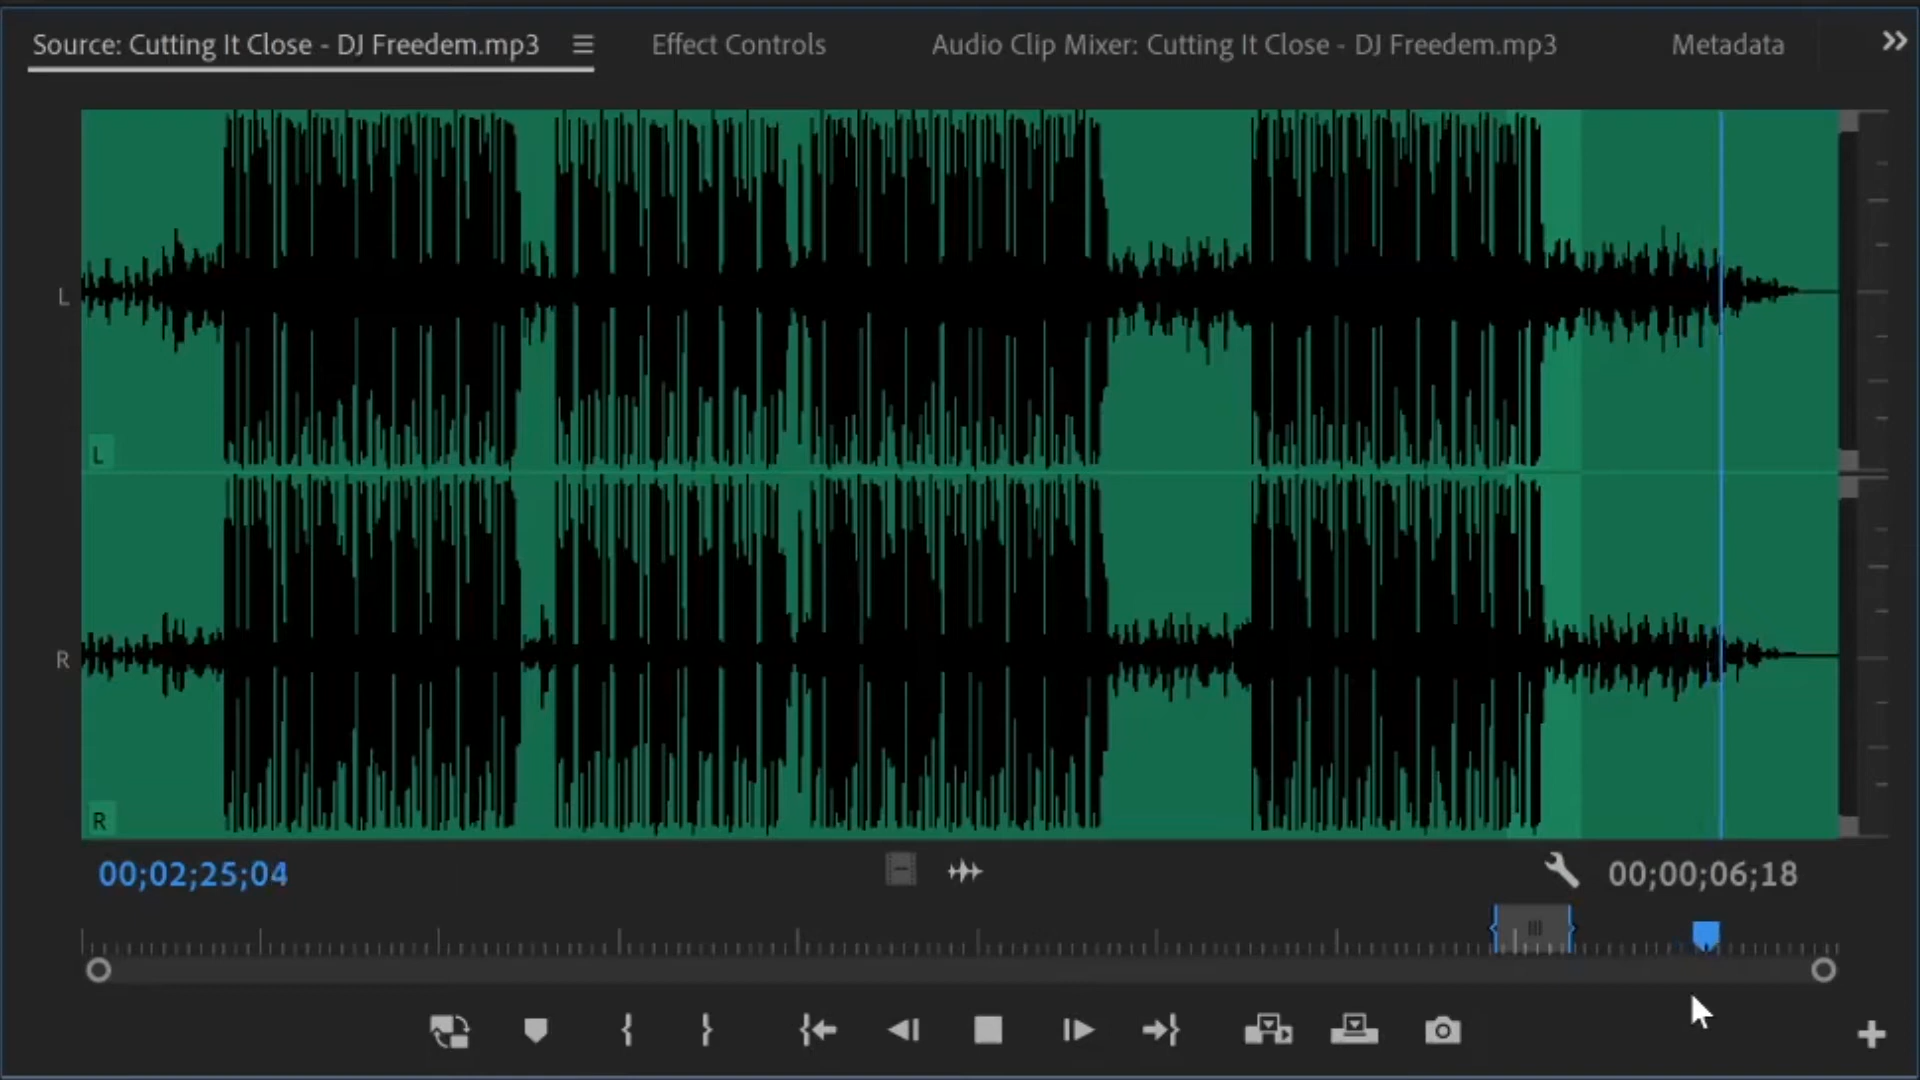 Source: Cutting It Close - DJ Freedem.mp3
Effect Controls
Audio Clip Mixer: Cutting It Close - DJ Freedem.mp3
Metadata
L
L
R
R
00;02;25;04
00;00;06;18